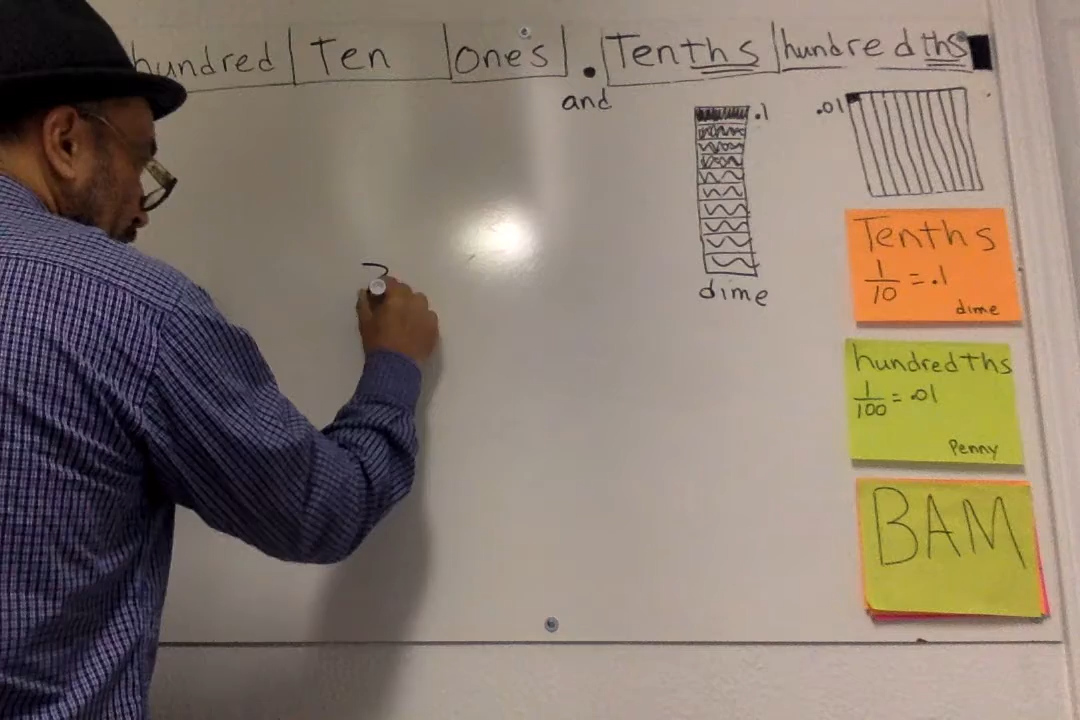 hundred Ten one's . Tenths hundredths
and
.1
.01
dime
Tenths
1/10 = .1
dime
hundredths
1/100 = .01
Penny
BAM